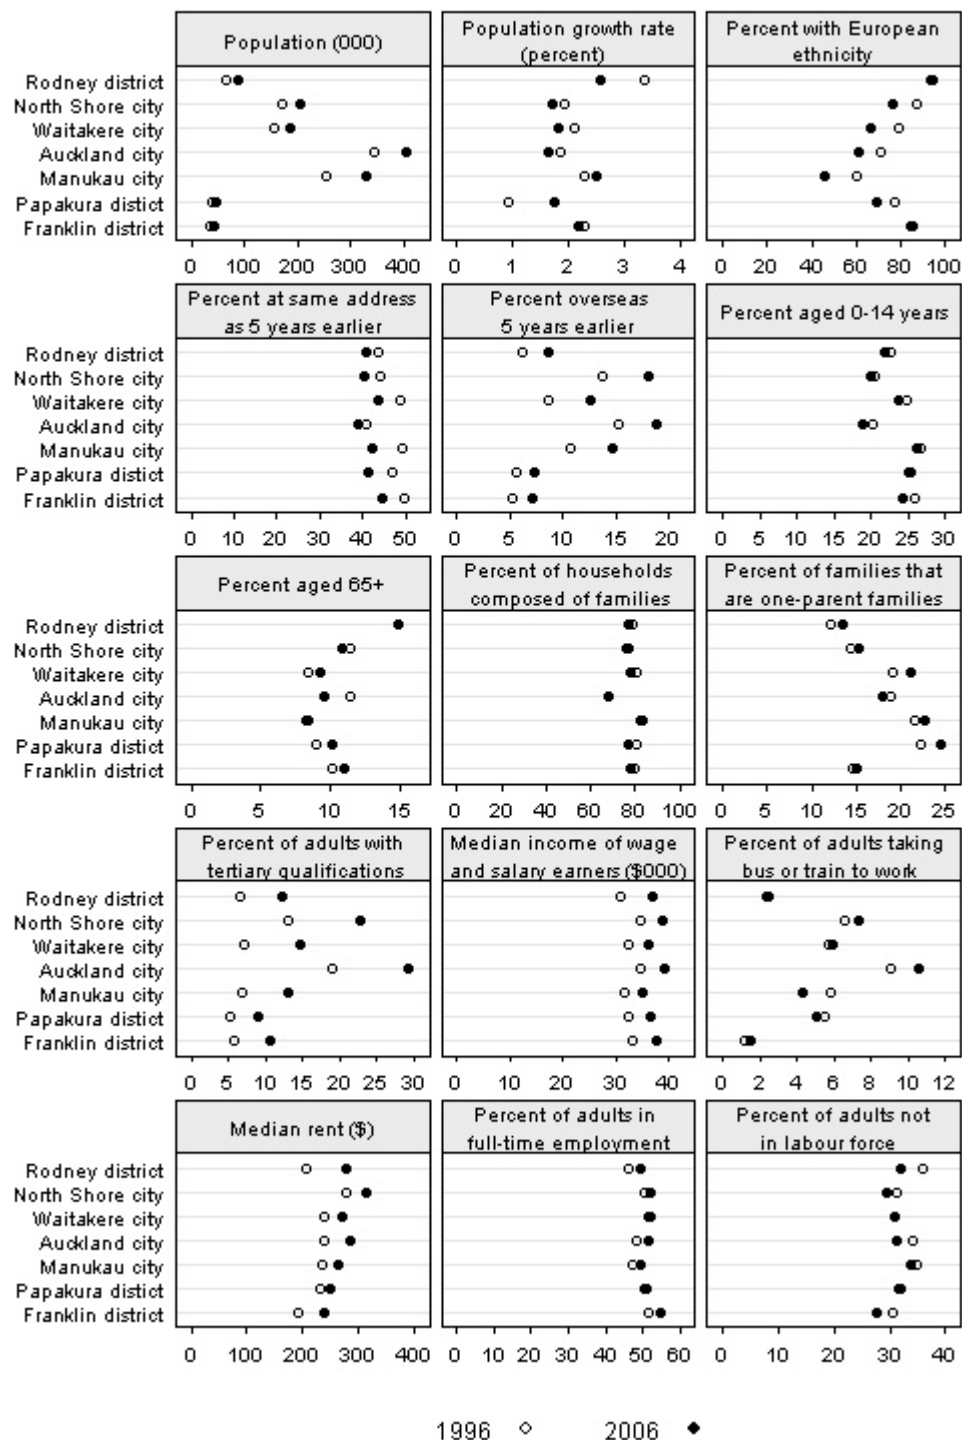 Population (000)
Population growth rate
(percent)
Percent with European
ethnicity
Rodney district
North Shore city
Waitakere city
Auckland city
Manukau city
Papakura distict
Franklin district
0 100 200 300 400
0 1 2 3 4
0 20 40 60 80 100
Percent at same address
as 5 years earlier
Percent overseas
5 years earlier
Percent aged 0-14 years
Rodney district
North Shore city
Waitakere city
Auckland city
Manukau city
Papakura distict
Franklin district
0 10 20 30 40 50
0 5 10 15 20
0 5 10 15 20 25 30
Percent aged 65+
Percent of households
composed of families
Percent of families that
are one-parent families
Rodney district
North Shore city
Waitakere city
Auckland city
Manukau city
Papakura distict
Franklin district
0 5 10 15
0 20 40 60 80 100
0 5 10 15 20 25
Percent of adults with
tertiary qualifications
Median income of wage
and salary earners ($000)
Percent of adults taking
bus or train to work
Rodney district
North Shore city
Waitakere city
Auckland city
Manukau city
Papakura distict
Franklin district
0 5 10 15 20 25 30
0 10 20 30 40
0 2 4 6 8 10 12
Median rent ($)
Percent of adults in
full-time employment
Percent of adults not
in labour force
Rodney district
North Shore city
Waitakere city
Auckland city
Manukau city
Papakura distict
Franklin district
0 100 200 300 400
0 10 20 30 40 50 60
0 10 20 30 40
1996 2006